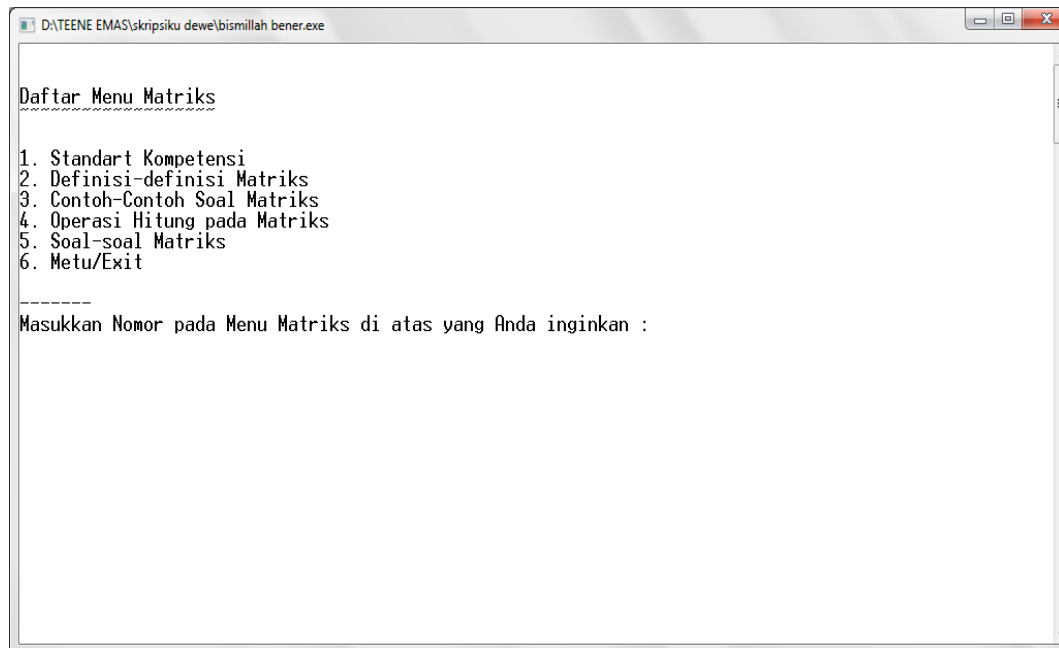 D:\TEENE EMAS\skripsiku dewe\bismillah bener.exe
Daftar Menu Matriks
~~~~~~~~~~~~~~~~~~~
1. Standart Kompetensi
2. Definisi-definisi Matriks
3. Contoh-Contoh Soal Matriks
4. Operasi Hitung pada Matriks
5. Soal-soal Matriks
6. Metu/Exit
-------
Masukkan Nomor pada Menu Matriks di atas yang Anda inginkan :